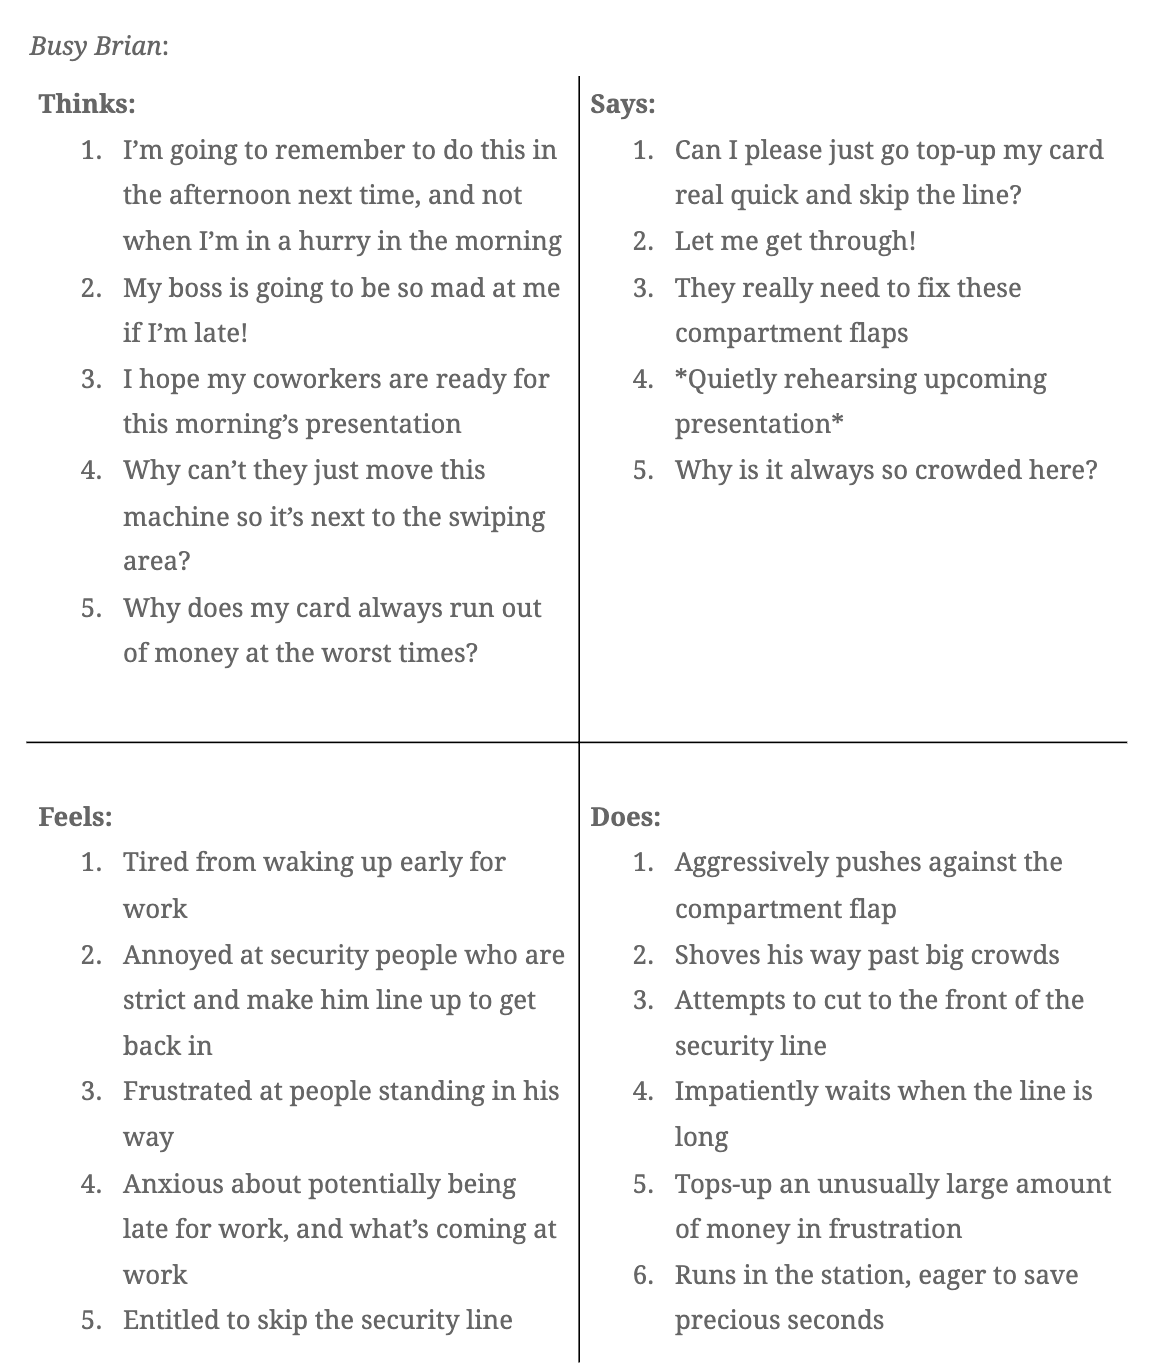 Busy Brian:
Thinks:
1. I’m going to remember to do this in
the afternoon next time, and not
when I’m in a hurry in the morning
2. My boss is going to be so mad at me
if I’m late!
3. I hope my coworkers are ready for
this morning’s presentation
4. Why can’t they just move this
machine so it’s next to the swiping
area?
5. Why does my card always run out
of money at the worst times?
Says:
1. Can I please just go top-up my card
real quick and skip the line?
2. Let me get through!
3. They really need to fix these
compartment flaps
4. *Quietly rehearsing upcoming
presentation*
5. Why is it always so crowded here?
Feels:
1. Tired from waking up early for
work
2. Annoyed at security people who are
strict and make him line up to get
back in
3. Frustrated at people standing in his
way
4. Anxious about potentially being
late for work, and what’s coming at
work
5. Entitled to skip the security line
Does:
1. Aggressively pushes against the
compartment flap
2. Shoves his way past big crowds
3. Attempts to cut to the front of the
security line
4. Impatiently waits when the line is
long
5. Tops-up an unusually large amount
of money in frustration
6. Runs in the station, eager to save
precious seconds